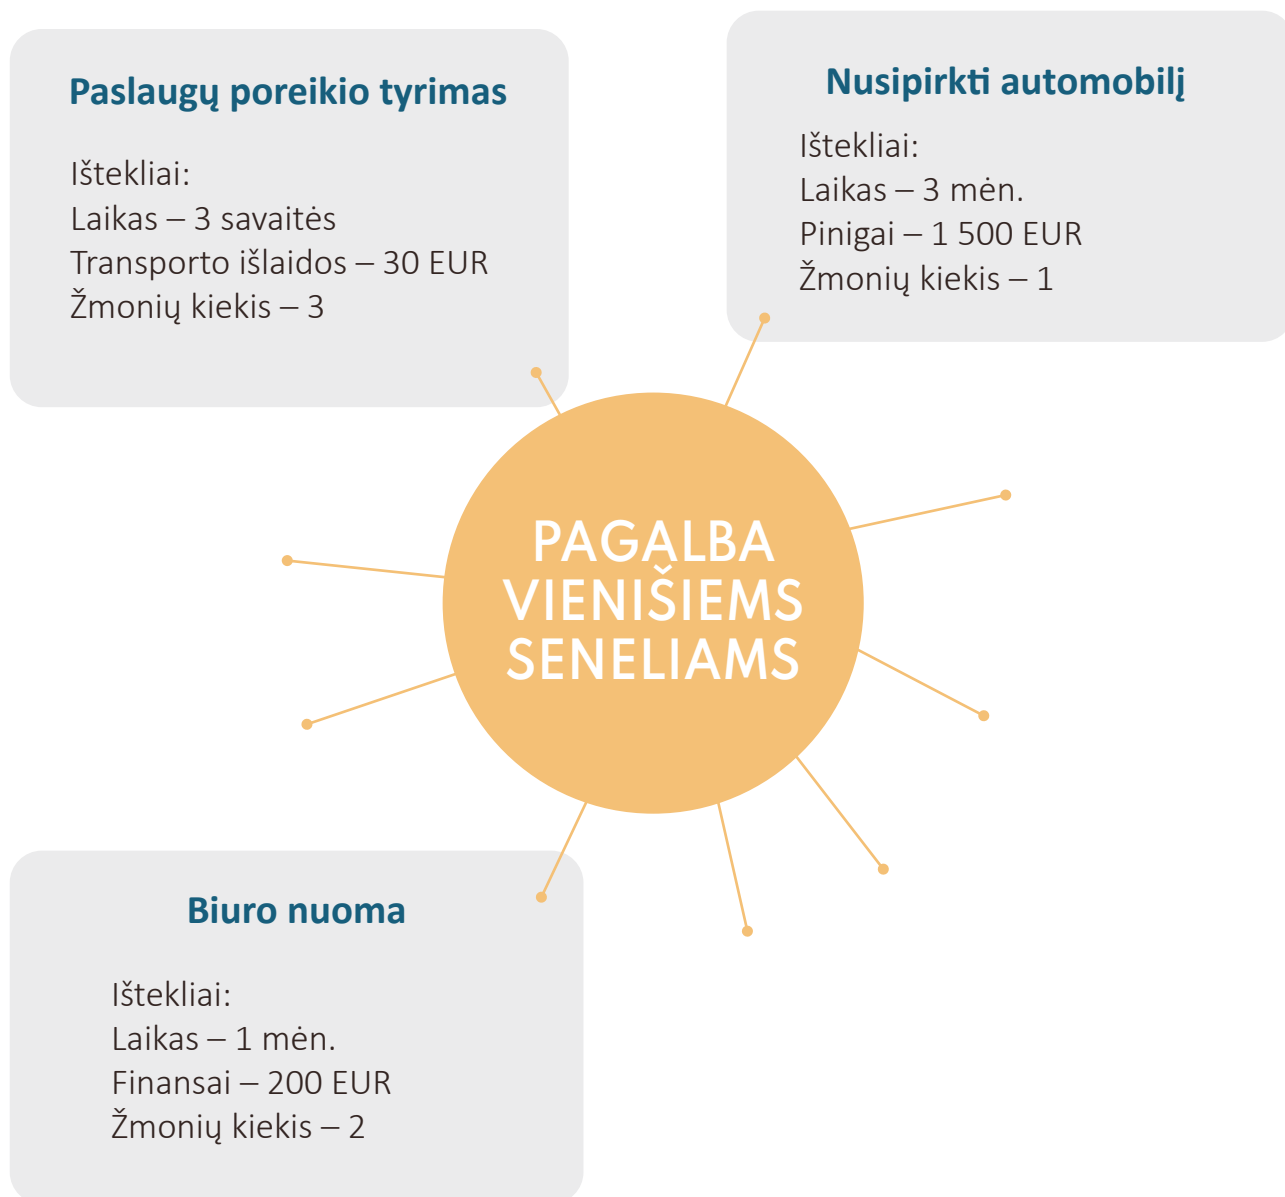 Paslaugų poreikio tyrimas
Ištekliai:
Laikas – 3 savaitės
Transporto išlaidos – 30 EUR
Žmonių kiekis – 3
Nusipirkti automobilį
Ištekliai:
Laikas – 3 mėn.
Pinigai – 1 500 EUR
Žmonių kiekis – 1
PAGALBA
VIENIŠIEMS
SENELIAMS
Biuro nuoma
Ištekliai:
Laikas – 1 mėn.
Finansai – 200 EUR
Žmonių kiekis – 2